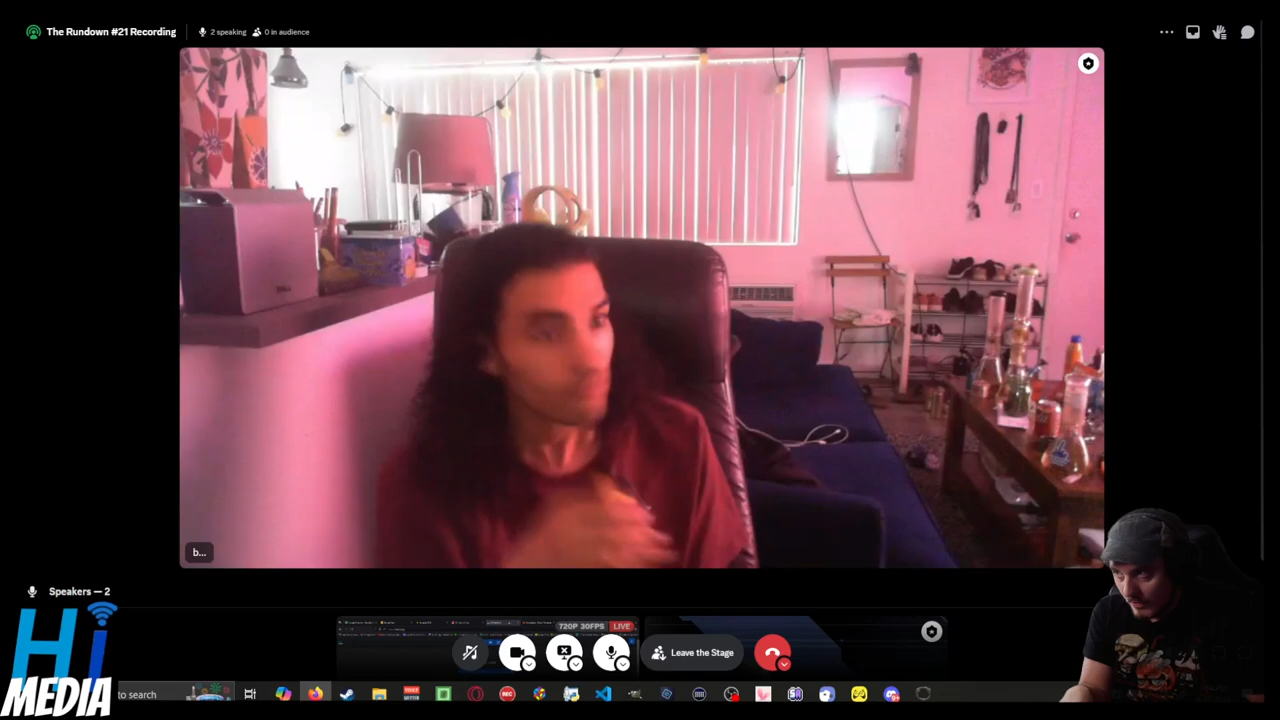 The Rundown #21 Recording
2 speaking
0 in audience
b...
Speakers — 2
720P 30FPS
LIVE
Leave the Stage
Hi
MEDIA
to search
REC